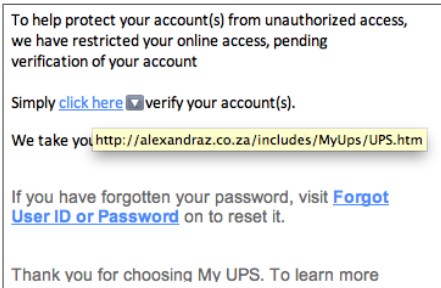 To help protect your account(s) from unauthorized access,
we have restricted your online access, pending
verification of your account
Simply click here verify your account(s).
We take you http://alexandraz.co.za/includes/MyUps/UPS.htm
If you have forgotten your password, visit Forgot
User ID or Password on to reset it.
Thank you for choosing My UPS. To learn more